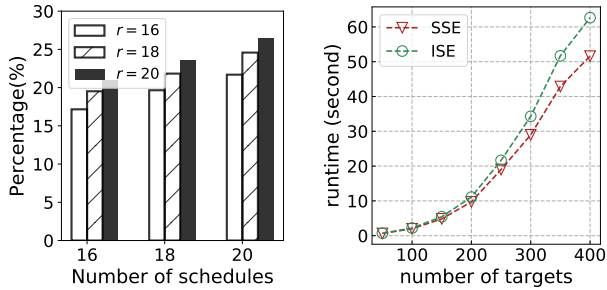 30
25
20
15
10
5
0
Percentage(%)
r = 16
r = 18
r = 20
16 18 20
Number of schedules
60
50
40
30
20
10
0
runtime (second)
SSE
ISE
100 200 300 400
number of targets